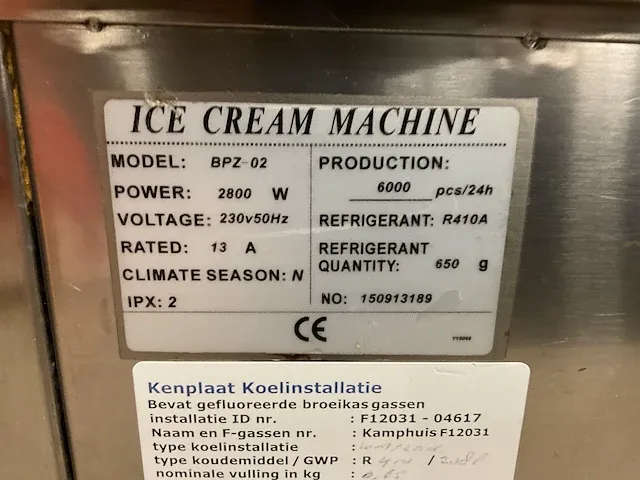 ICE CREAM MACHINE
MODEL: BPZ-02
POWER: 2800 W
VOLTAGE: 230v50Hz
RATED: 13 A
CLIMATE SEASON: N
IPX: 2
PRODUCTION:
6000 pcs/24h
REFRIGERANT: R410A
REFRIGERANT
QUANTITY: 650 g
NO: 150913189
CE
Kenplaat Koelinstallatie
Bevat gefluoreerde broeikasgassen
installatie ID nr. : F12031 - 04617
Naam en F-gassen nr. : Kamphuis F12031
type koelinstallatie :
type koudemiddel / GWP : R /
nominale vulling in kg :